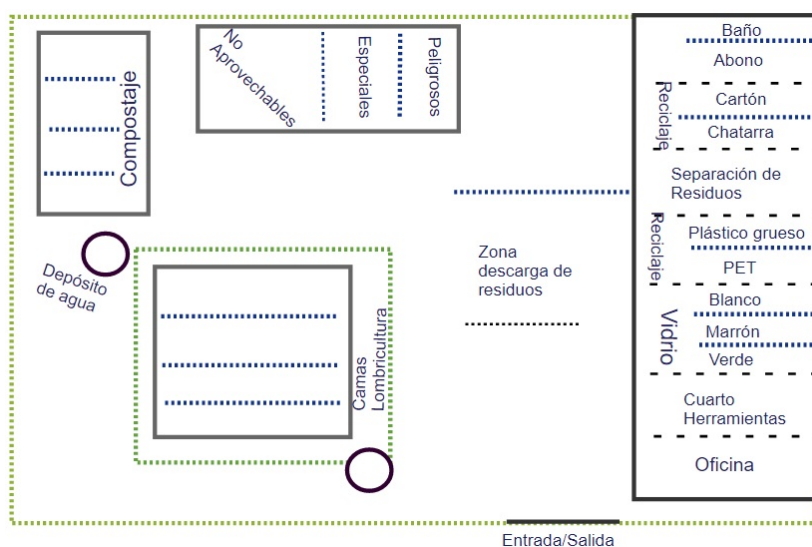 Compostaje
No
Aprovechables
Especiales
Peligrosos
Depósito
de agua
Camas
Lombricultura
Zona
descarga de
residuos
Baño
Abono
Reciclaje
Cartón
Chatarra
Separación de
Residuos
Reciclaje
Plástico grueso
PET
Vidrio
Blanco
Marrón
Verde
Cuarto
Herramientas
Oficina
Entrada/Salida